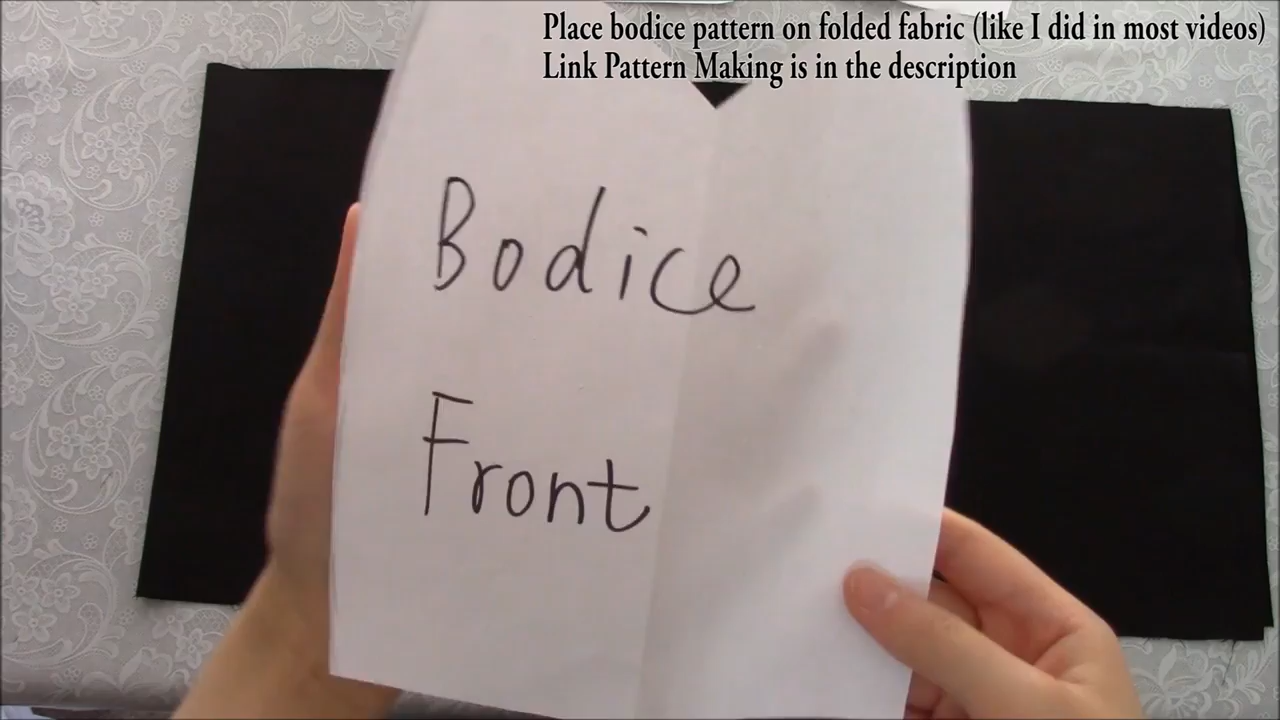 Place bodice pattern on folded fabric (like I did in most videos)
Link Pattern Making is in the description
Bodice
Front